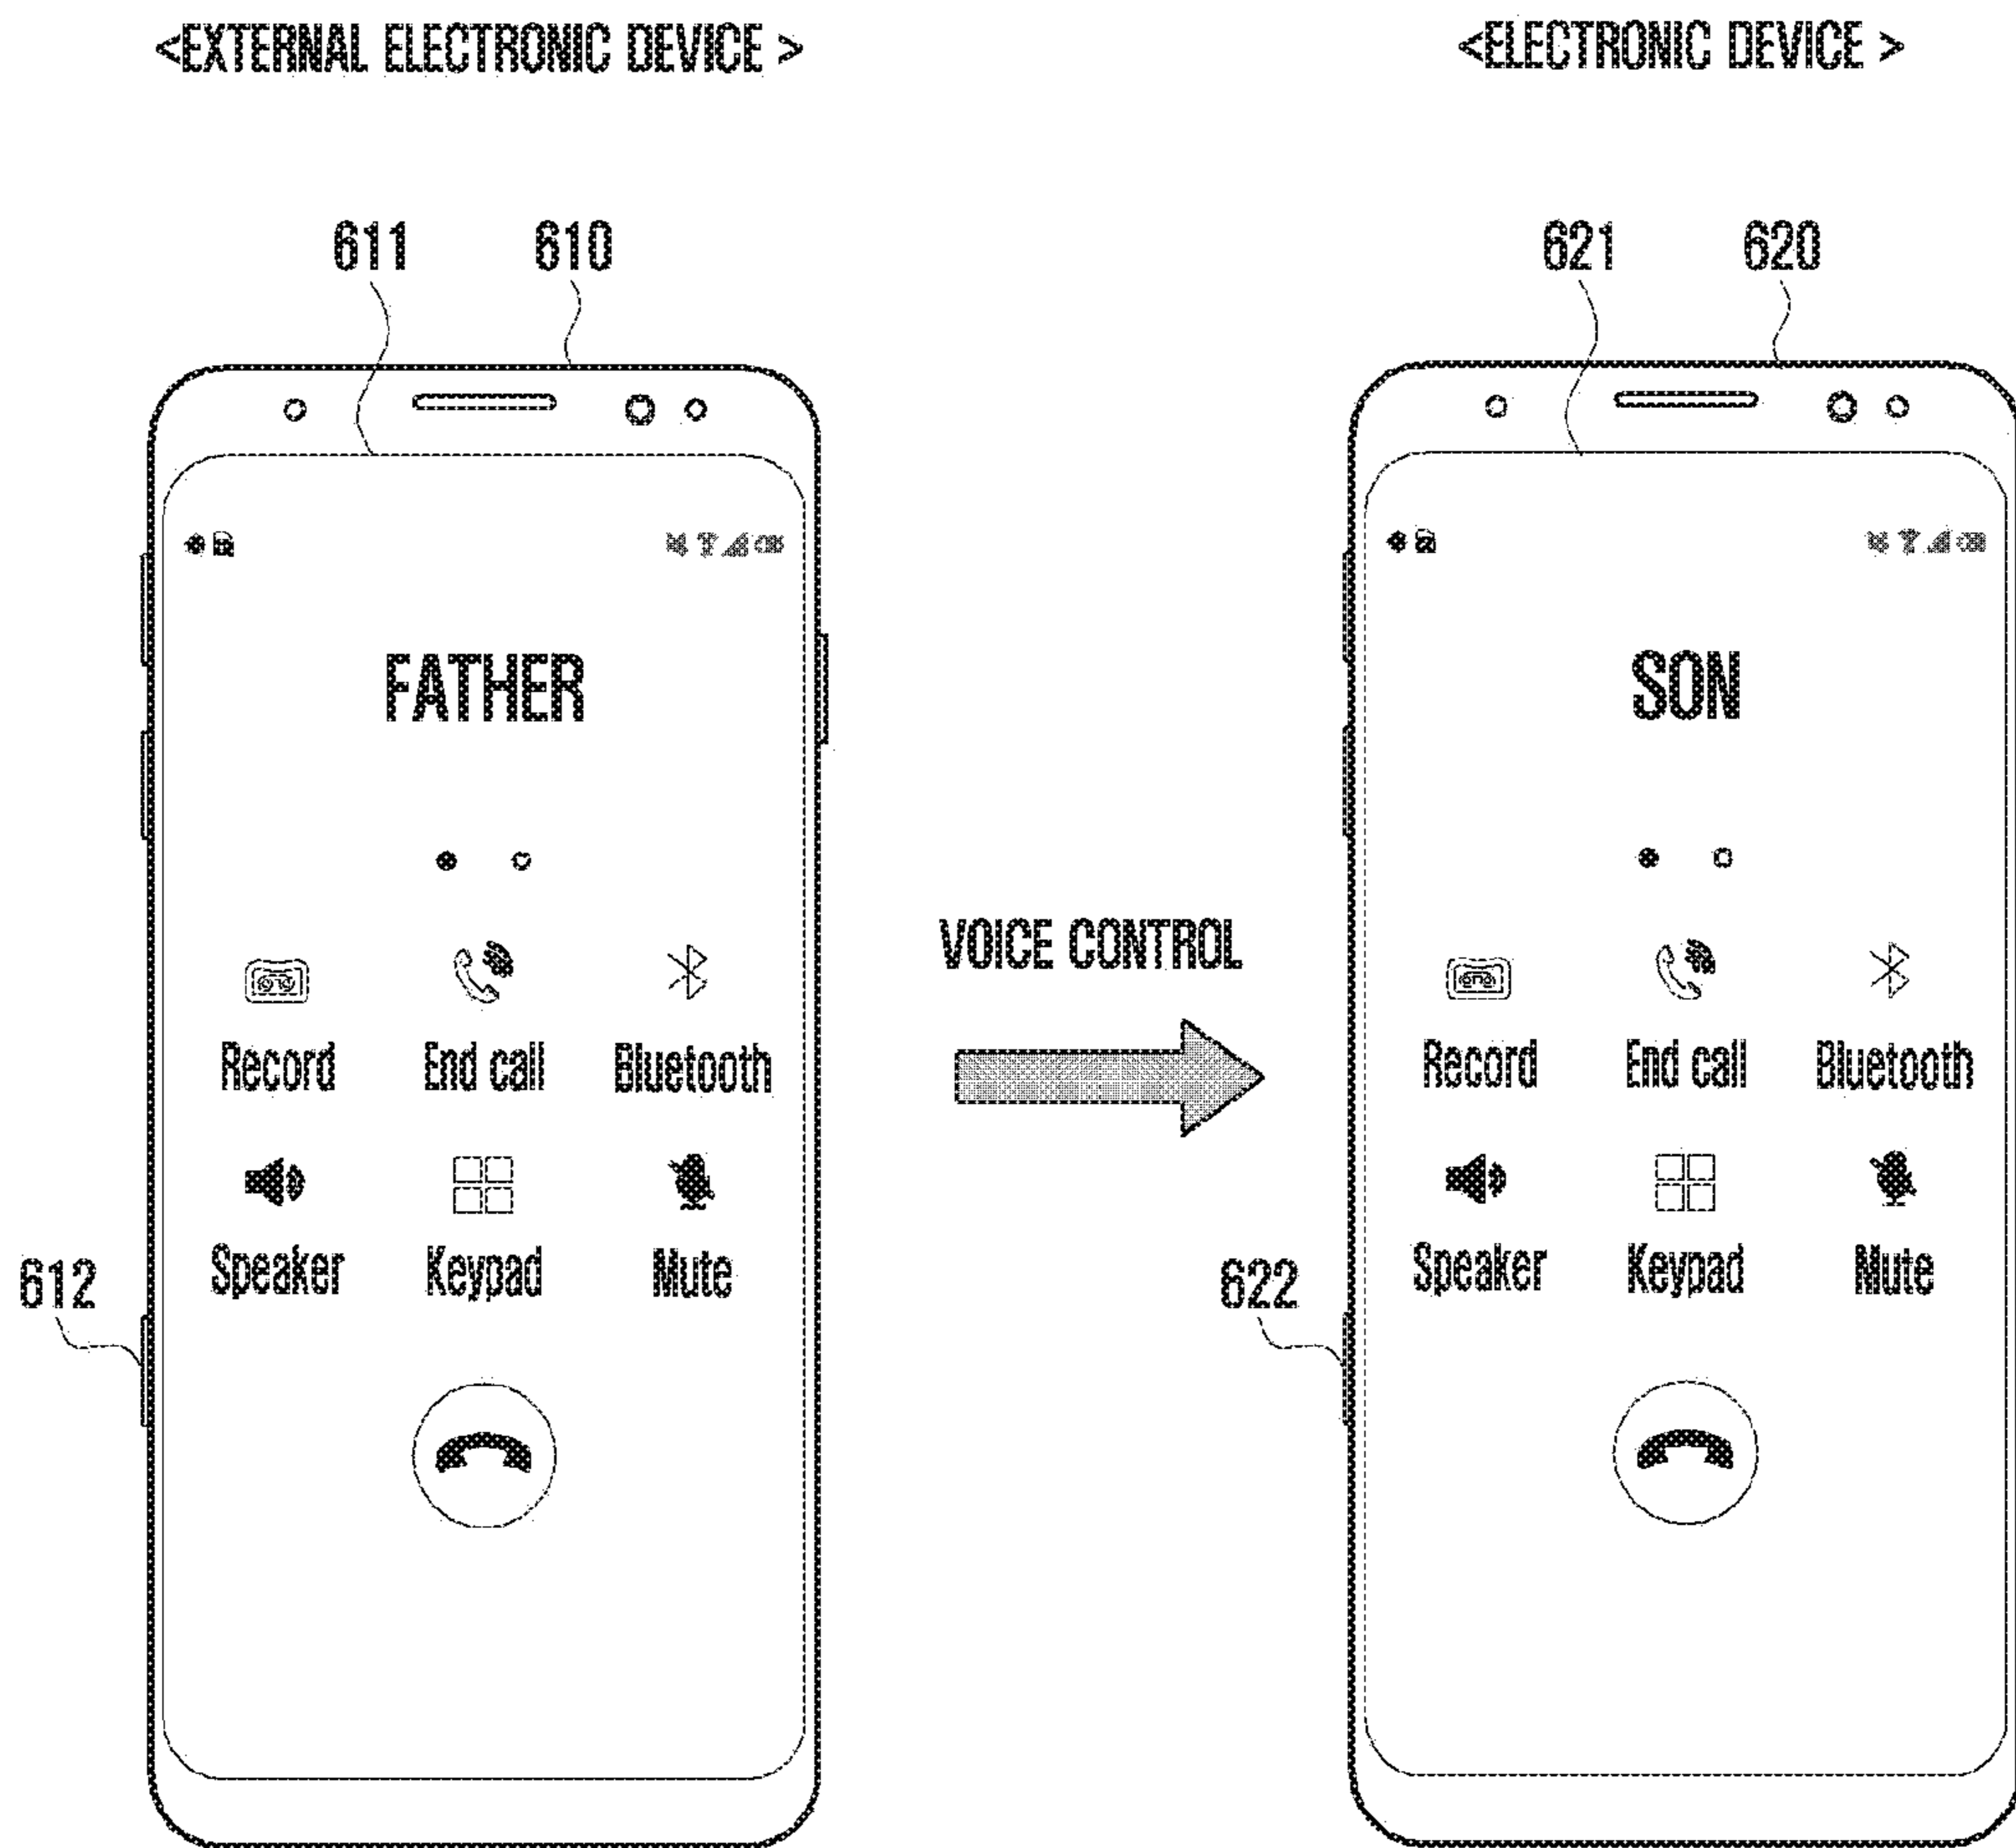 <EXTERNAL ELECTRONIC DEVICE >
<ELECTRONIC DEVICE >
611 610
621 620
FATHER
SON
VOICE CONTROL
Record End call Bluetooth
Record End call Bluetooth
Speaker Keypad Mute
Speaker Keypad Mute
612
622